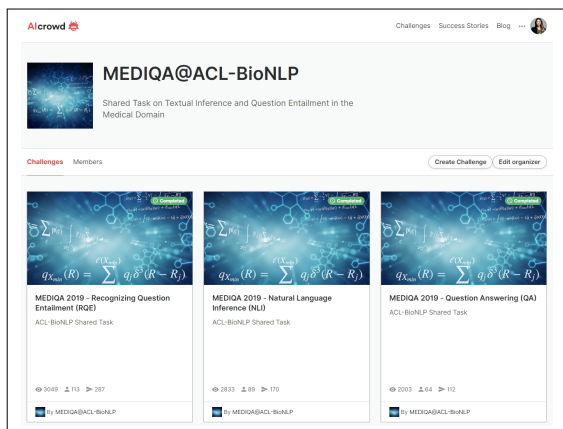 AIcrowd
Challenges Success Stories Blog ...
MEDIQA@ACL-BioNLP
Shared Task on Textual Inference and Question Entailment in the
Medical Domain
Challenges Members
Create Challenge Edit organizer
Completed
Completed
Completed
MEDIQA 2019 - Recognizing Question
Entailment (RQE)
ACL-BioNLP Shared Task
3049 113 287
By MEDIQA@ACL-BioNLP
MEDIQA 2019 - Natural Language
Inference (NLI)
ACL-BioNLP Shared Task
2833 89 170
By MEDIQA@ACL-BioNLP
MEDIQA 2019 - Question Answering (QA)
ACL-BioNLP Shared Task
2003 64 112
By MEDIQA@ACL-BioNLP